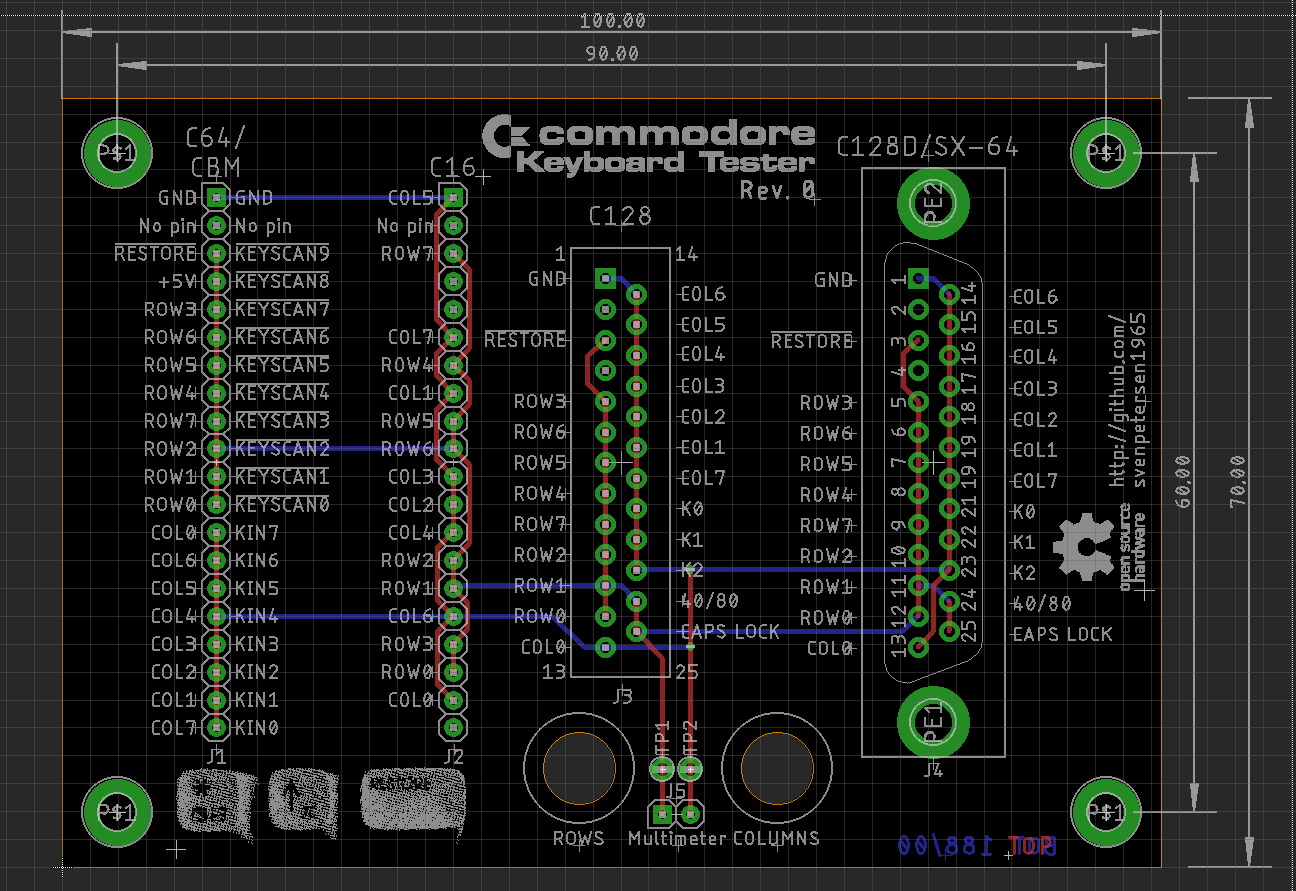 100.00
90.00
commodore
Keyboard Tester
Rev. 0
C64/
CBM
C16
C128
C128D/SX-64
P$1
P$1
GND GND
No pin No pin
RESTORE KEYSCAN9
+5V KEYSCAN8
ROW3 KEYSCAN7
ROW6 KEYSCAN6
ROW5 KEYSCAN5
ROW4 KEYSCAN4
ROW7 KEYSCAN3
ROW2 KEYSCAN2
ROW1 KEYSCAN1
ROW0 KEYSCAN0
COL0 KIN7
COL6 KIN6
COL5 KIN5
COL4 KIN4
COL3 KIN3
COL2 KIN2
COL1 KIN1
COL7 KIN0
J1
COL5
No pin
ROW7
COL7
ROW4
COL1
ROW5
ROW6
COL3
COL2
COL4
ROW2
ROW1
COL6
ROW3
ROW0
COL0
J2
1 14
GND
RESTORE
ROW3
ROW6
ROW5
ROW4
ROW7
ROW2
ROW1
ROW0
COL0
COL6
COL5
COL4
COL3
COL2
COL1
COL7
K0
K1
K2
40/80
CAPS LOCK
13 25
J3
PE2
GND
RESTORE
ROW3
ROW6
ROW5
ROW4
ROW7
ROW2
ROW1
ROW0
COL0
1
2
3
4
5
6
7
8
9
10
11
12
13
14
15
16
17
18
19
19
21
22
23
24
25
COL6
COL5
COL4
COL3
COL2
COL1
COL7
K0
K1
K2
40/80
CAPS LOCK
PE1
J4
http://github.com/
svenpetersen1965
open source
hardware
60.00
70.00
TP1
TP2
J5
ROWS
Multimeter
COLUMNS
P$1
P$1
188/00
TOP